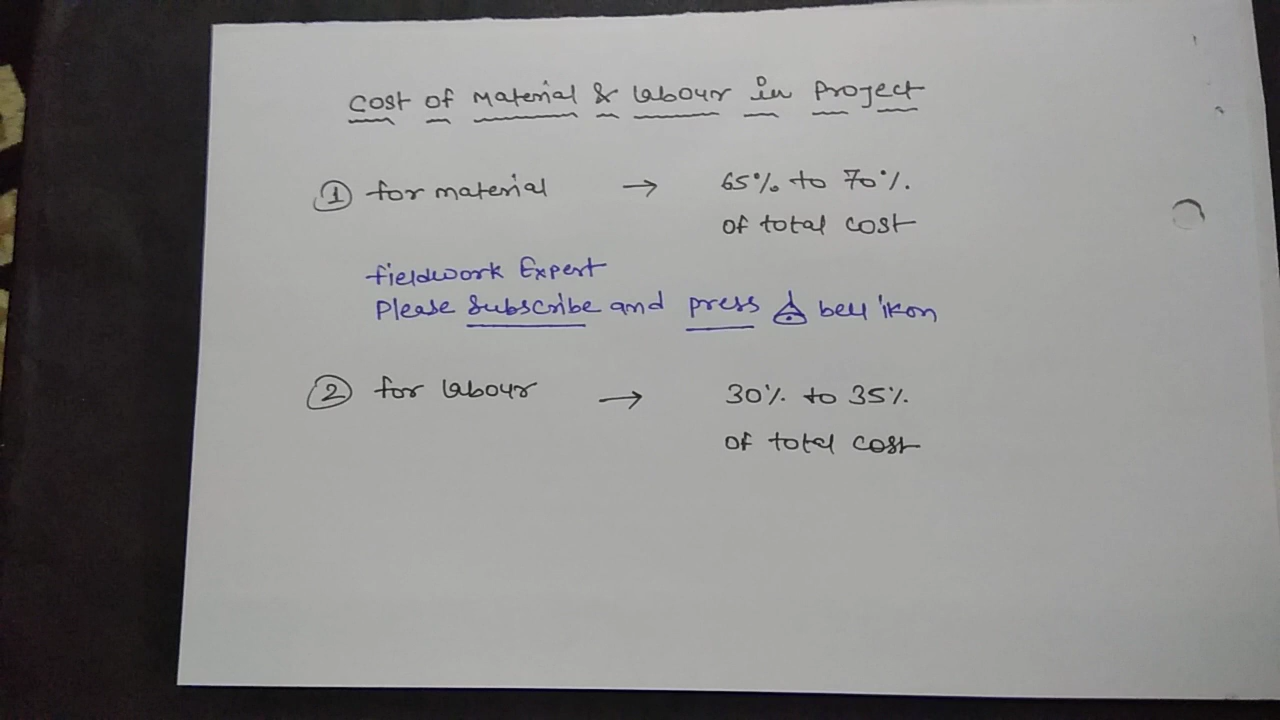 Cost of Material & Labour in Project
① for material → 65% to 70%.
of total cost
fieldwork Expert
Please Subscribe and press 🔔 bell ikon
② for labour → 30% to 35%.
of total cost